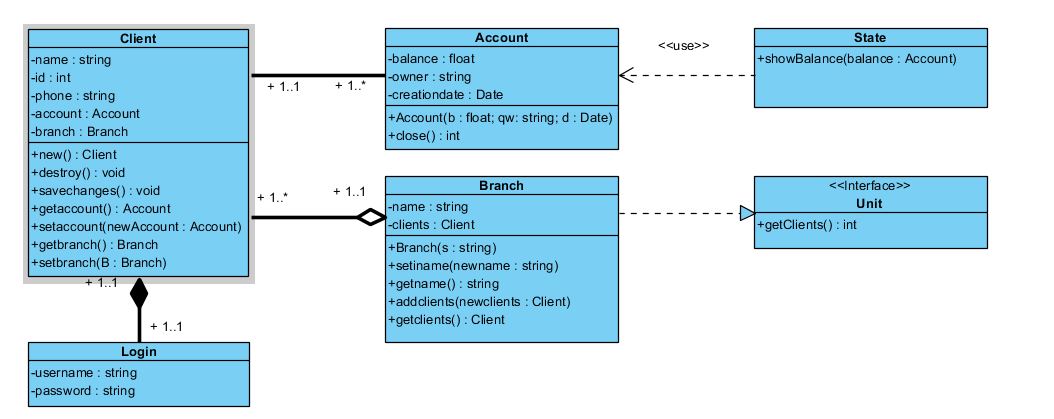 Client
-name : string
-id : int
-phone : string
-account : Account
-branch : Branch
+new() : Client
+destroy() : void
+savechanges() : void
+getaccount() : Account
+setaccount(newAccount : Account)
+getbranch() : Branch
+setbranch(B : Branch)
+ 1..1
+ 1..*
Account
-balance : float
-owner : string
-creationdate : Date
+Account(b : float; qw: string; d : Date)
+close() : int
<<use>>
State
+showBalance(balance : Account)
+ 1..*
+ 1..1
Branch
-name : string
-clients : Client
+Branch(s : string)
+setiname(newname : string)
+getname() : string
+addclients(newclients : Client)
+getclients() : Client
<<Interface>>
Unit
+getClients() : int
+ 1..1
+ 1..1
Login
-username : string
-password : string